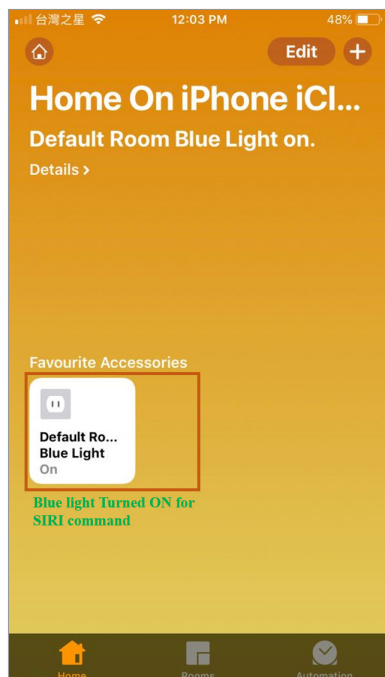 台灣之星 12:03 PM 48%
Edit +
Home On iPhone iCl...
Default Room Blue Light on.
Details >
Favourite Accessories
Default Ro...
Blue Light
On
Blue light Turned ON for
SIRI command
Home Rooms Automation